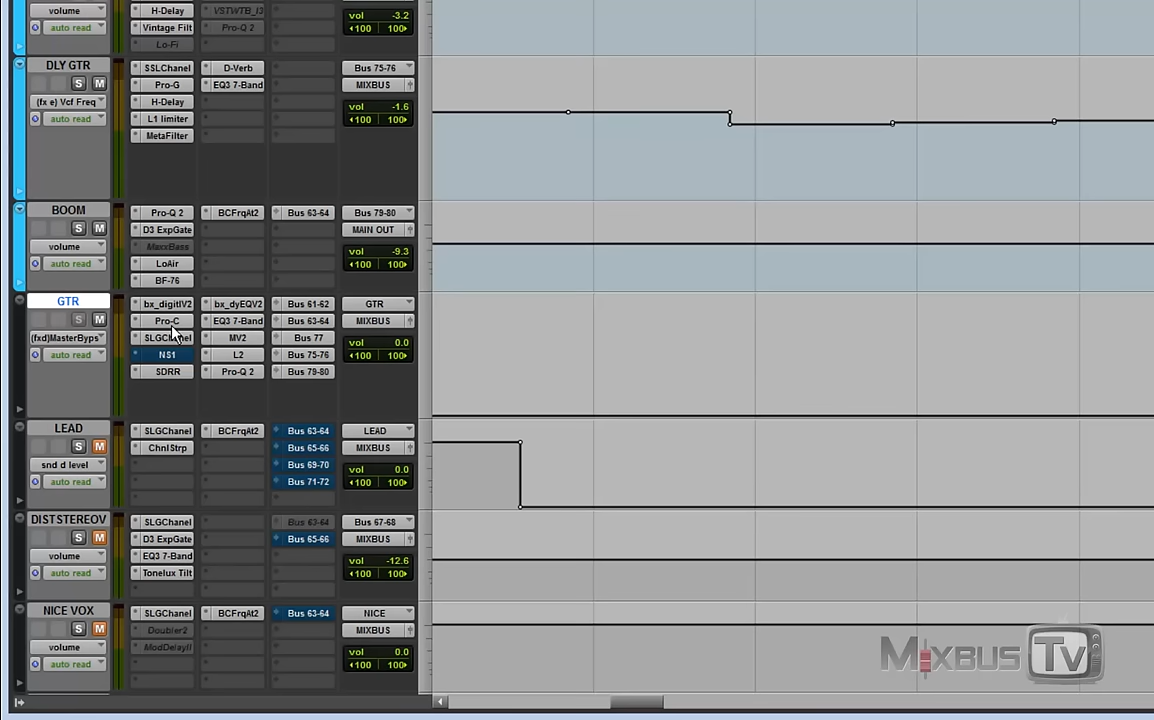 volume H-Delay VSTWTB_I3 vol -3.2
auto read Vintage Filt Pro-Q 2 100 100
Lo-Fi
DLY GTR SSLChannel D-Verb Bus 75-76
S M Pro-G EQ3 7-Band MIXBUS
(fx e) Vcf Freq H-Delay vol -1.6
auto read L1 limiter 100 100
MetaFilter
BOOM Pro-Q 2 BCFrqAt2 Bus 63-64 Bus 79-80
S M D3 ExpGate MAIN OUT
volume MaxxBass vol -9.3
auto read LoAir 100 100
BF-76
GTR bx_digitlV2 bx_dyEQV2 Bus 61-62 GTR
S M Pro-C EQ3 7-Band Bus 63-64 MIXBUS
(fxd)MasterByps SLGChanel MV2 Bus 77 vol 0.0
auto read NS1 L2 Bus 75-76 100 100
SDRR Pro-Q 2 Bus 79-80
LEAD SLGChanel BCFrqAt2 Bus 63-64 LEAD
S M ChnlStrp Bus 65-66 MIXBUS
snd d level Bus 69-70 vol 0.0
auto read Bus 71-72 100 100
DISTSTEREOV SLGChanel Bus 63-64 Bus 67-68
S M D3 ExpGate Bus 65-66 MIXBUS
volume EQ3 7-Band vol -12.6
auto read Tonelux Tilt 100 100
NICE VOX SLGChanel BCFrqAt2 Bus 63-64 NICE
S M Doubler2 MIXBUS
volume ModDelayII vol 0.0
auto read 100 100
MIXBUS TV